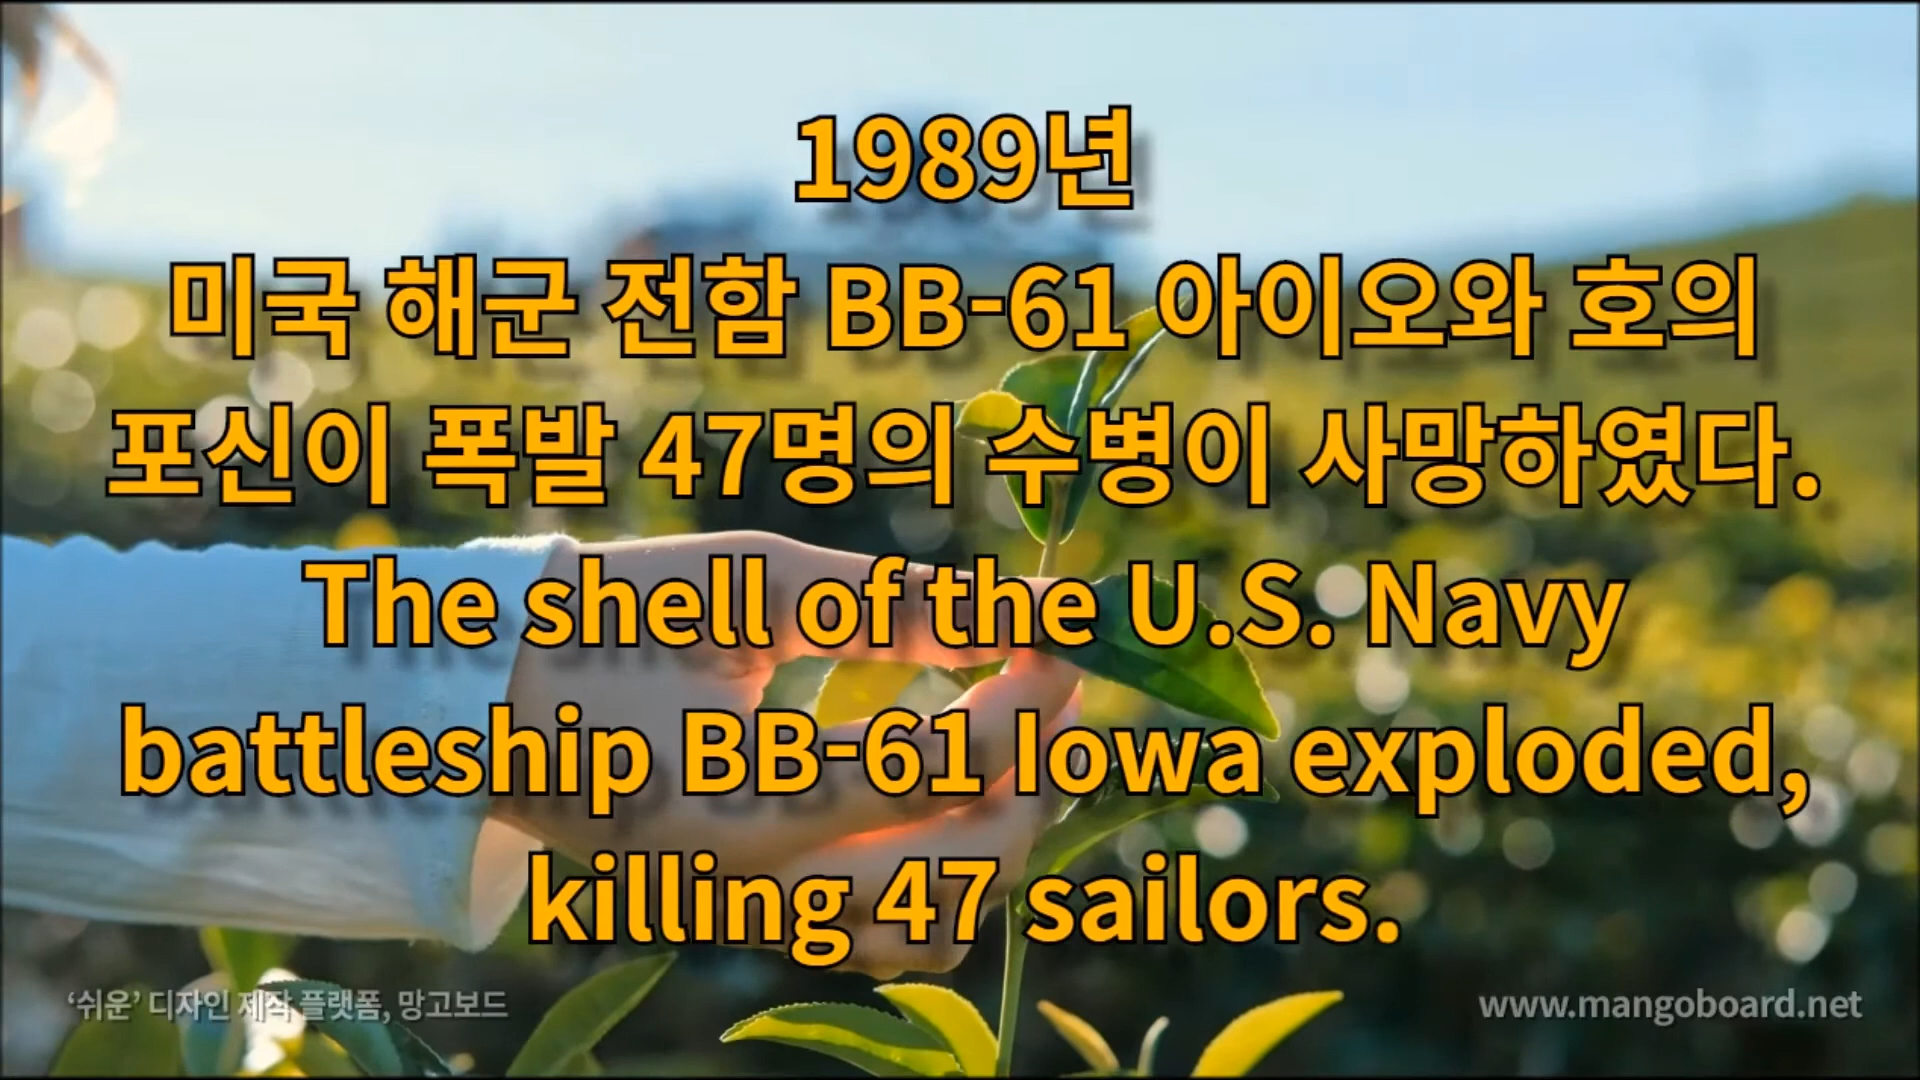 1989년
미국 해군 전함 BB-61 아이오와 호의
포신이 폭발 47명의 수병이 사망하였다.
The shell of the U.S. Navy
battleship BB-61 Iowa exploded,
killing 47 sailors.
‘쉬운’ 디자인 제작 플랫폼, 망고보드
www.mangoboard.net